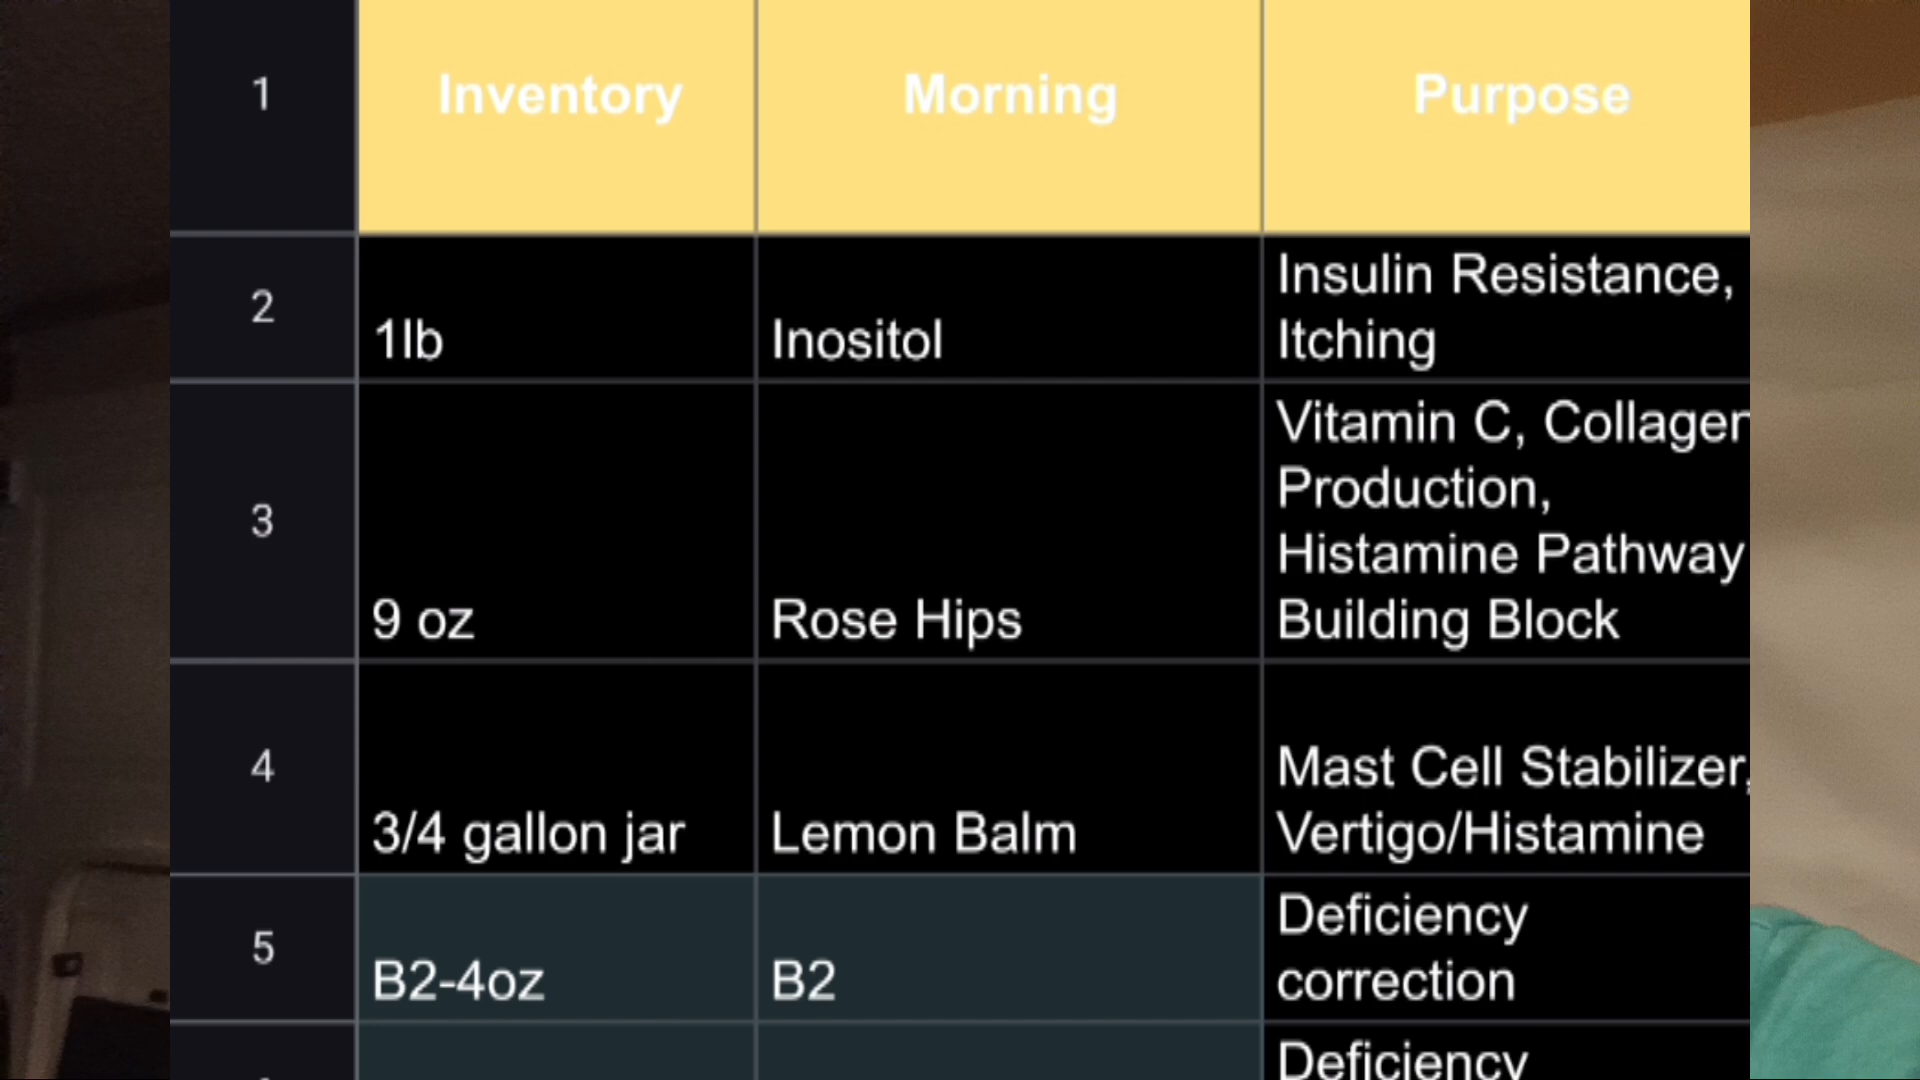 1 Inventory Morning Purpose
2 1lb Inositol Insulin Resistance,
Itching
3 9 oz Rose Hips Vitamin C, Collagen
Production,
Histamine Pathway
Building Block
4 3/4 gallon jar Lemon Balm Mast Cell Stabilizer,
Vertigo/Histamine
5 B2-4oz B2 Deficiency
correction
Deficiency